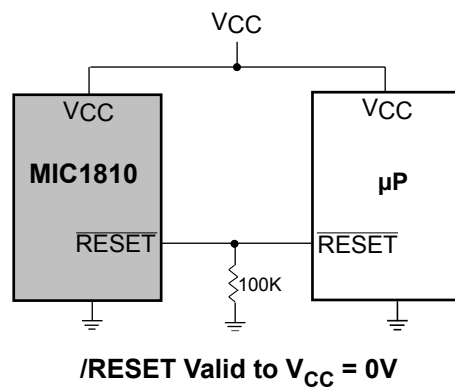 VCC
VCC
VCC
MIC1810
µP
RESET
RESET
100K
/RESET Valid to VCC = 0V